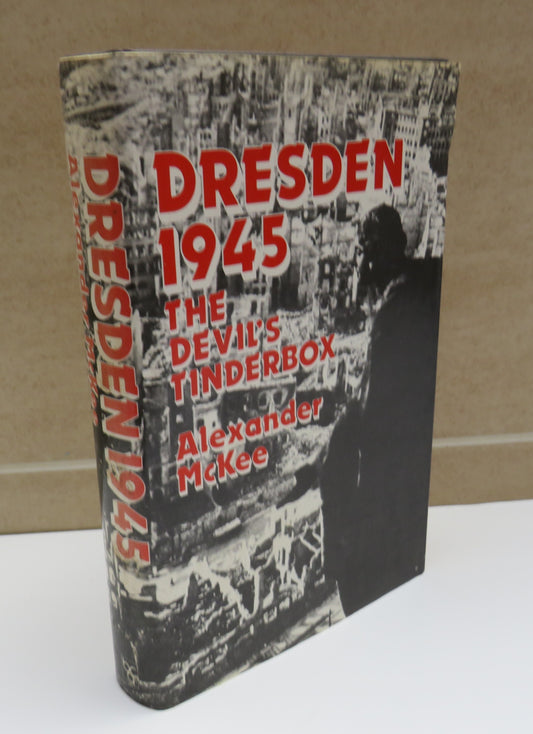 DRESDEN
1945
THE
DEVIL'S
TINDERBOX
Alexander
McKee
DRESDEN 1945
Alexander McKee